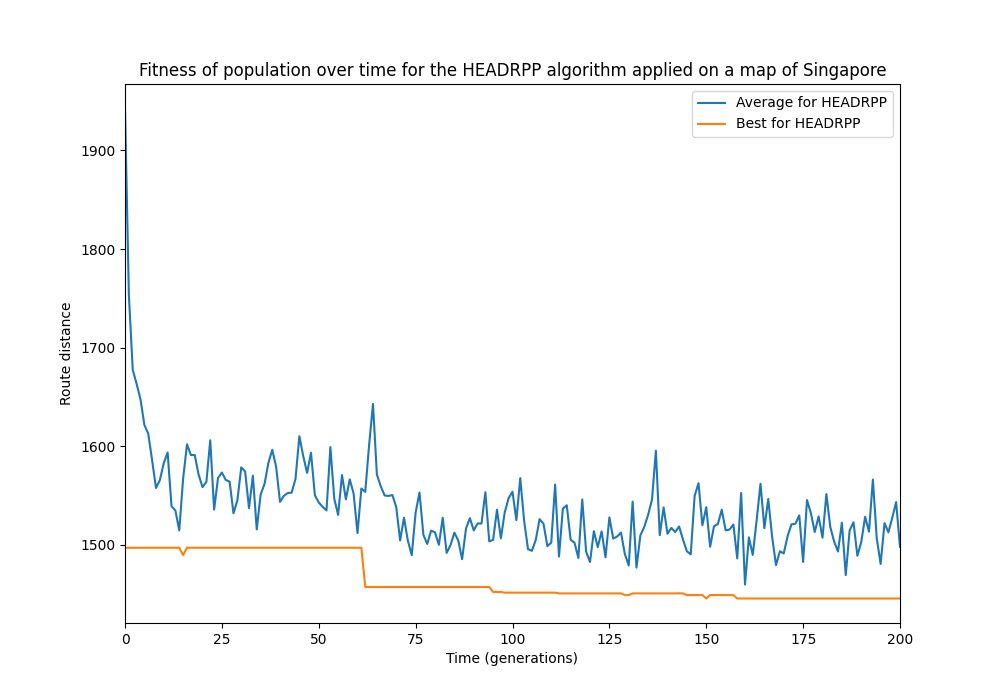 Fitness of population over time for the HEADRPP algorithm applied on a map of Singapore
Average for HEADRPP
Best for HEADRPP
Route distance
1900
1800
1700
1600
1500
0 25 50 75 100 125 150 175 200
Time (generations)